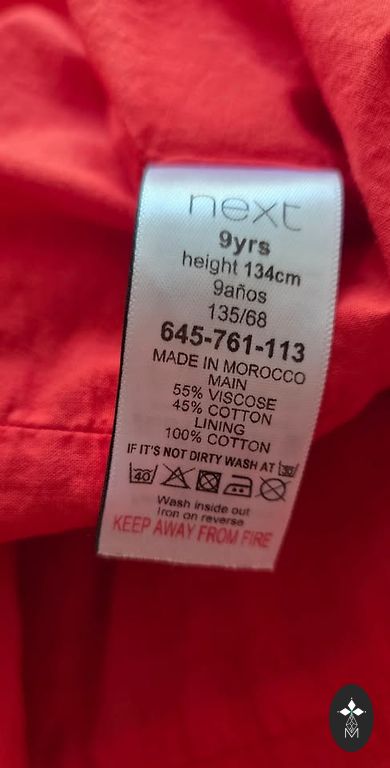 next
9yrs
height 134cm
9años
135/68
645-761-113
MADE IN MOROCCO
MAIN
55% VISCOSE
45% COTTON
LINING
100% COTTON
IF IT'S NOT DIRTY WASH AT 30
40
Wash inside out
Iron on reverse
KEEP AWAY FROM FIRE
M